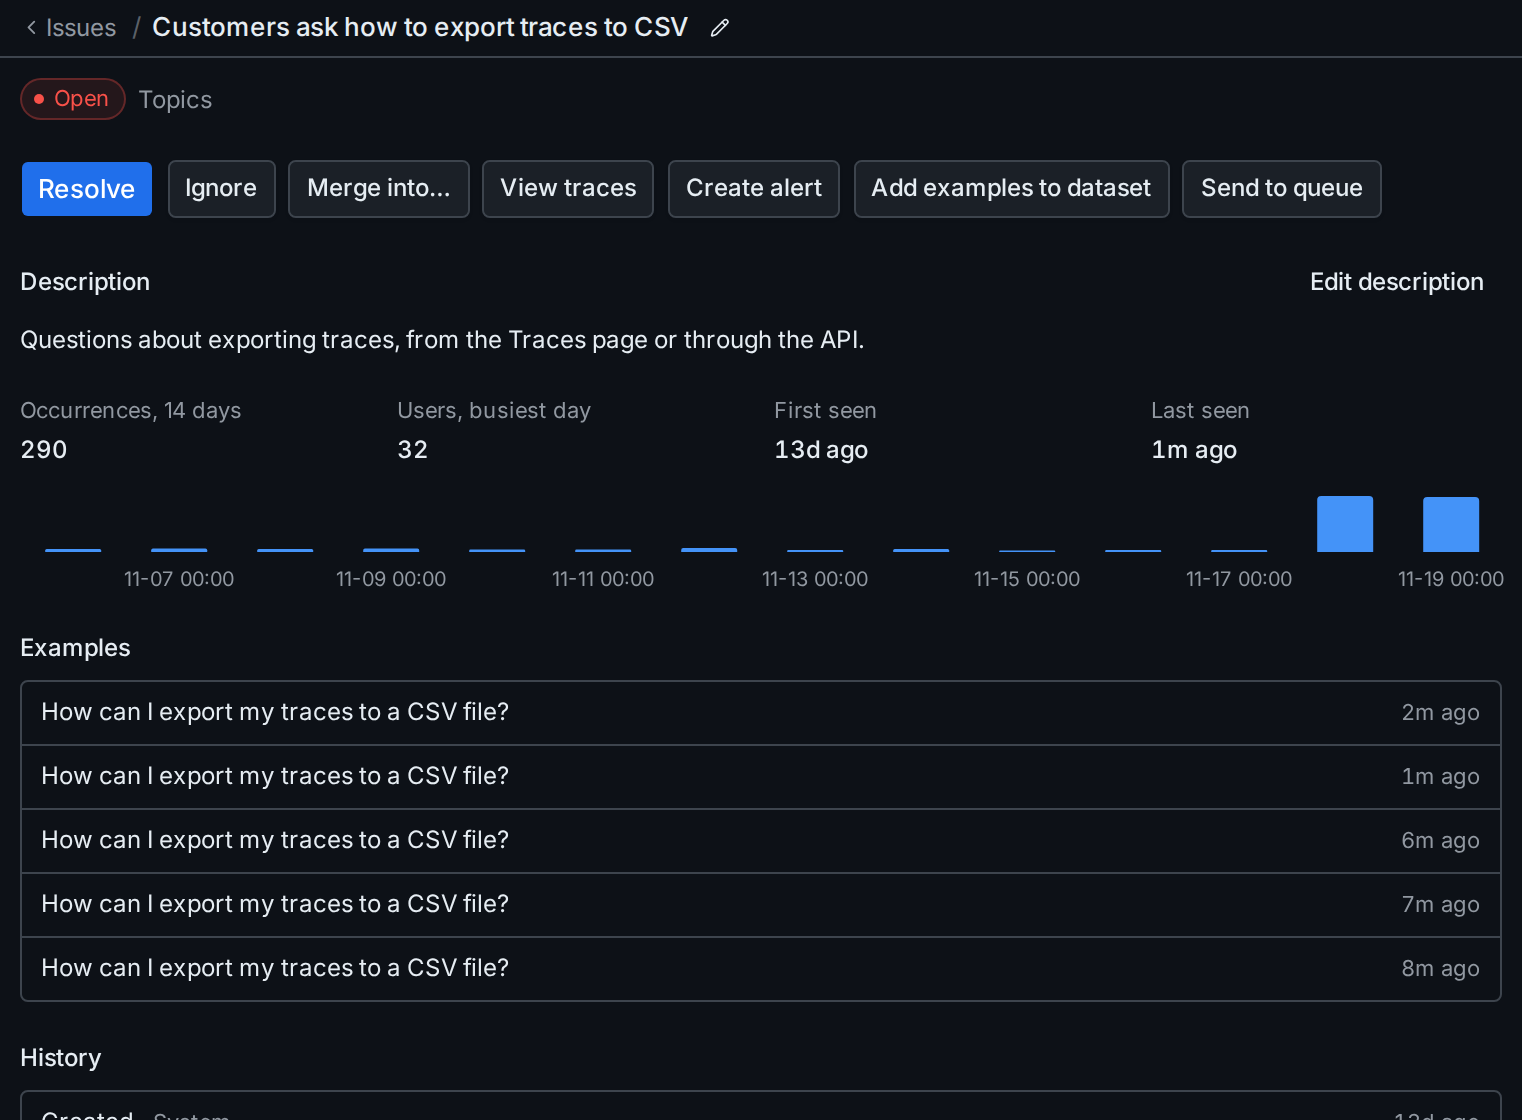 Issues / Customers ask how to export traces to CSV
Open Topics
Resolve Ignore Merge into... View traces Create alert Add examples to dataset Send to queue
Description Edit description
Questions about exporting traces, from the Traces page or through the API.
Occurrences, 14 days Users, busiest day First seen Last seen
290 32 13d ago 1m ago
11-07 00:00 11-09 00:00 11-11 00:00 11-13 00:00 11-15 00:00 11-17 00:00 11-19 00:00
Examples
How can I export my traces to a CSV file? 2m ago
How can I export my traces to a CSV file? 1m ago
How can I export my traces to a CSV file? 6m ago
How can I export my traces to a CSV file? 7m ago
How can I export my traces to a CSV file? 8m ago
History
Created System 13d ago